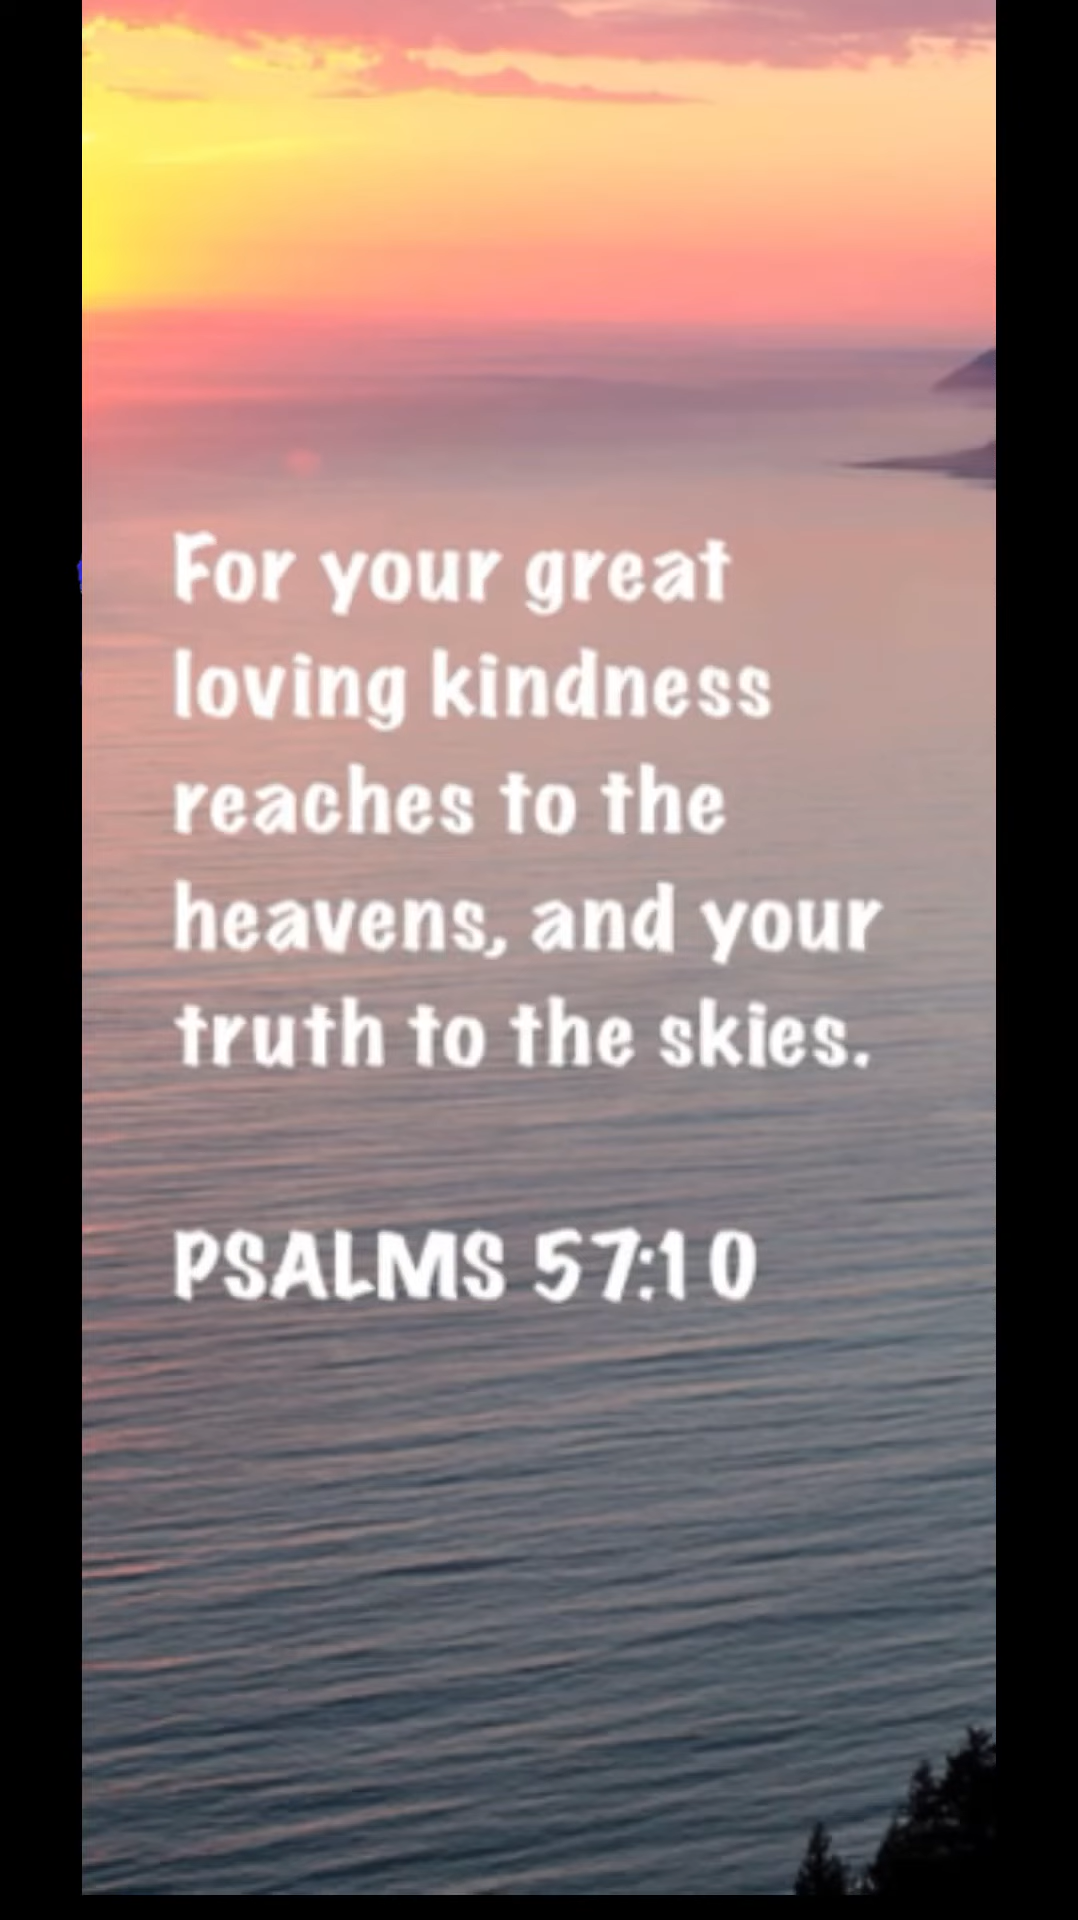 For your great
loving kindness
reaches to the
heavens, and your
truth to the skies.
PSALMS 57:10